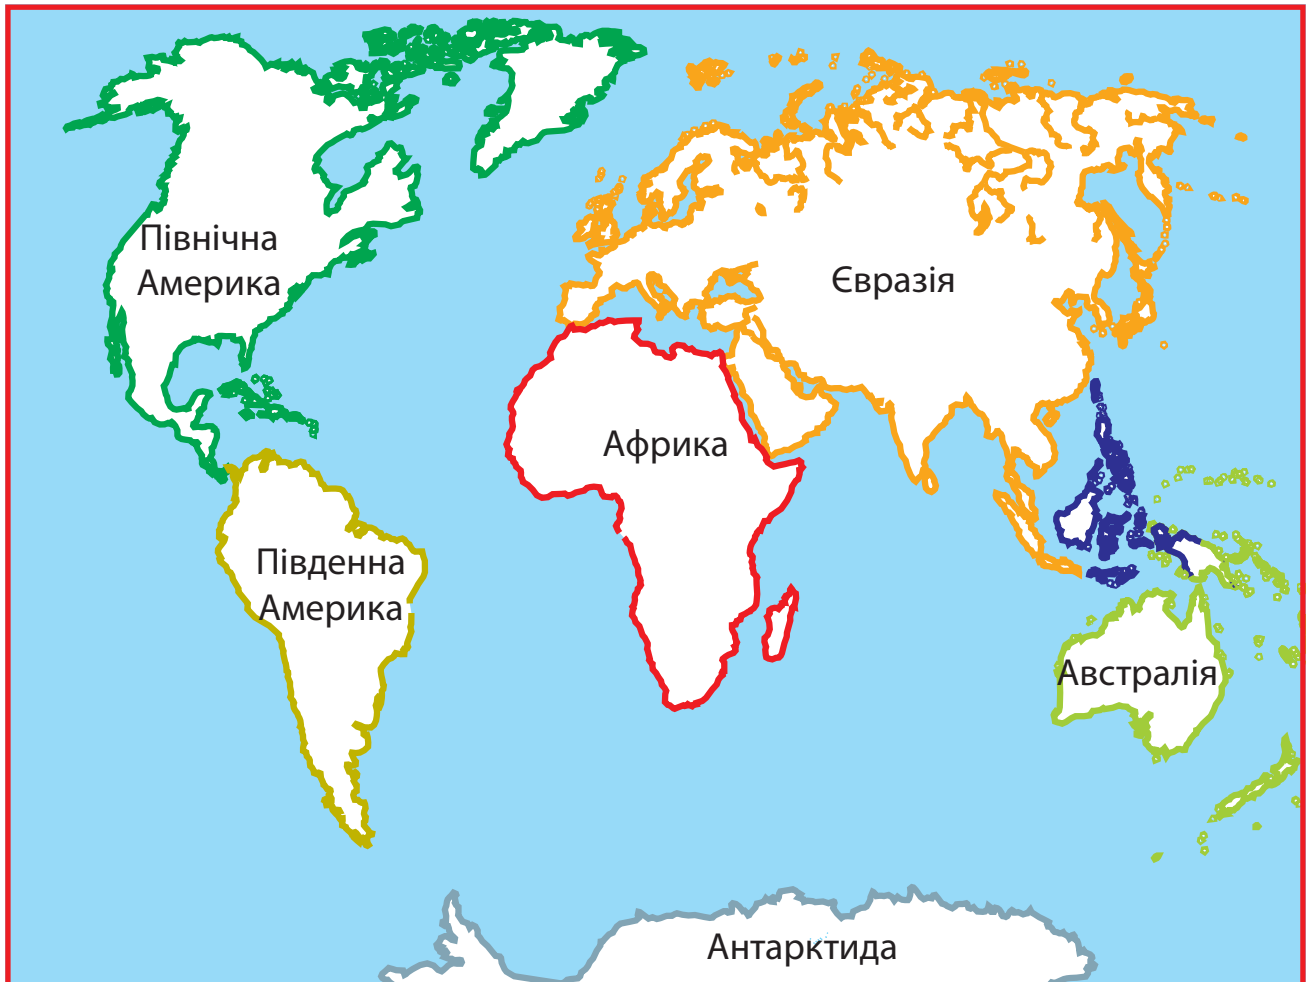 Північна
Америка
Євразія
Африка
Південна
Америка
Австралія
Антарктида